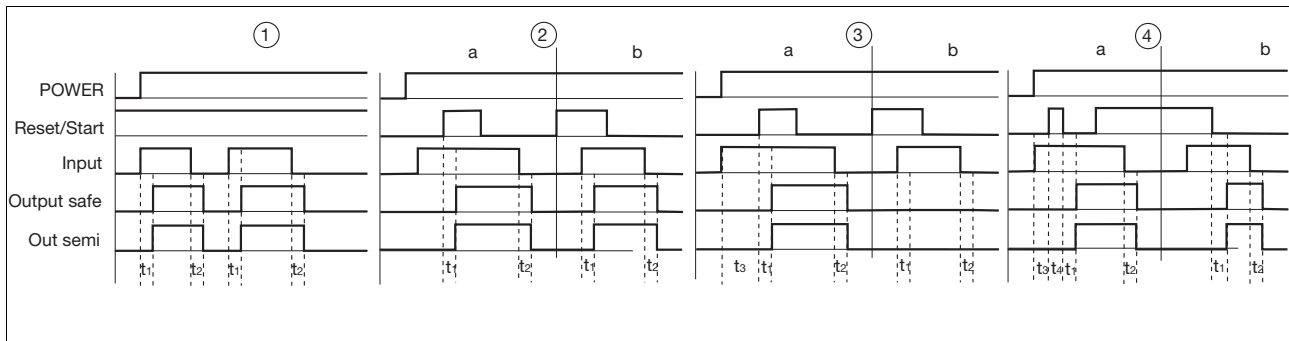 1 2 3 4
a b a b a b
POWER
Reset/Start
Input
Output safe
Out semi
t1 t2 t1 t2 t1 t2 t1 t2 t3 t1 t2 t1 t2 t3 t4 t1 t2 t1 t2